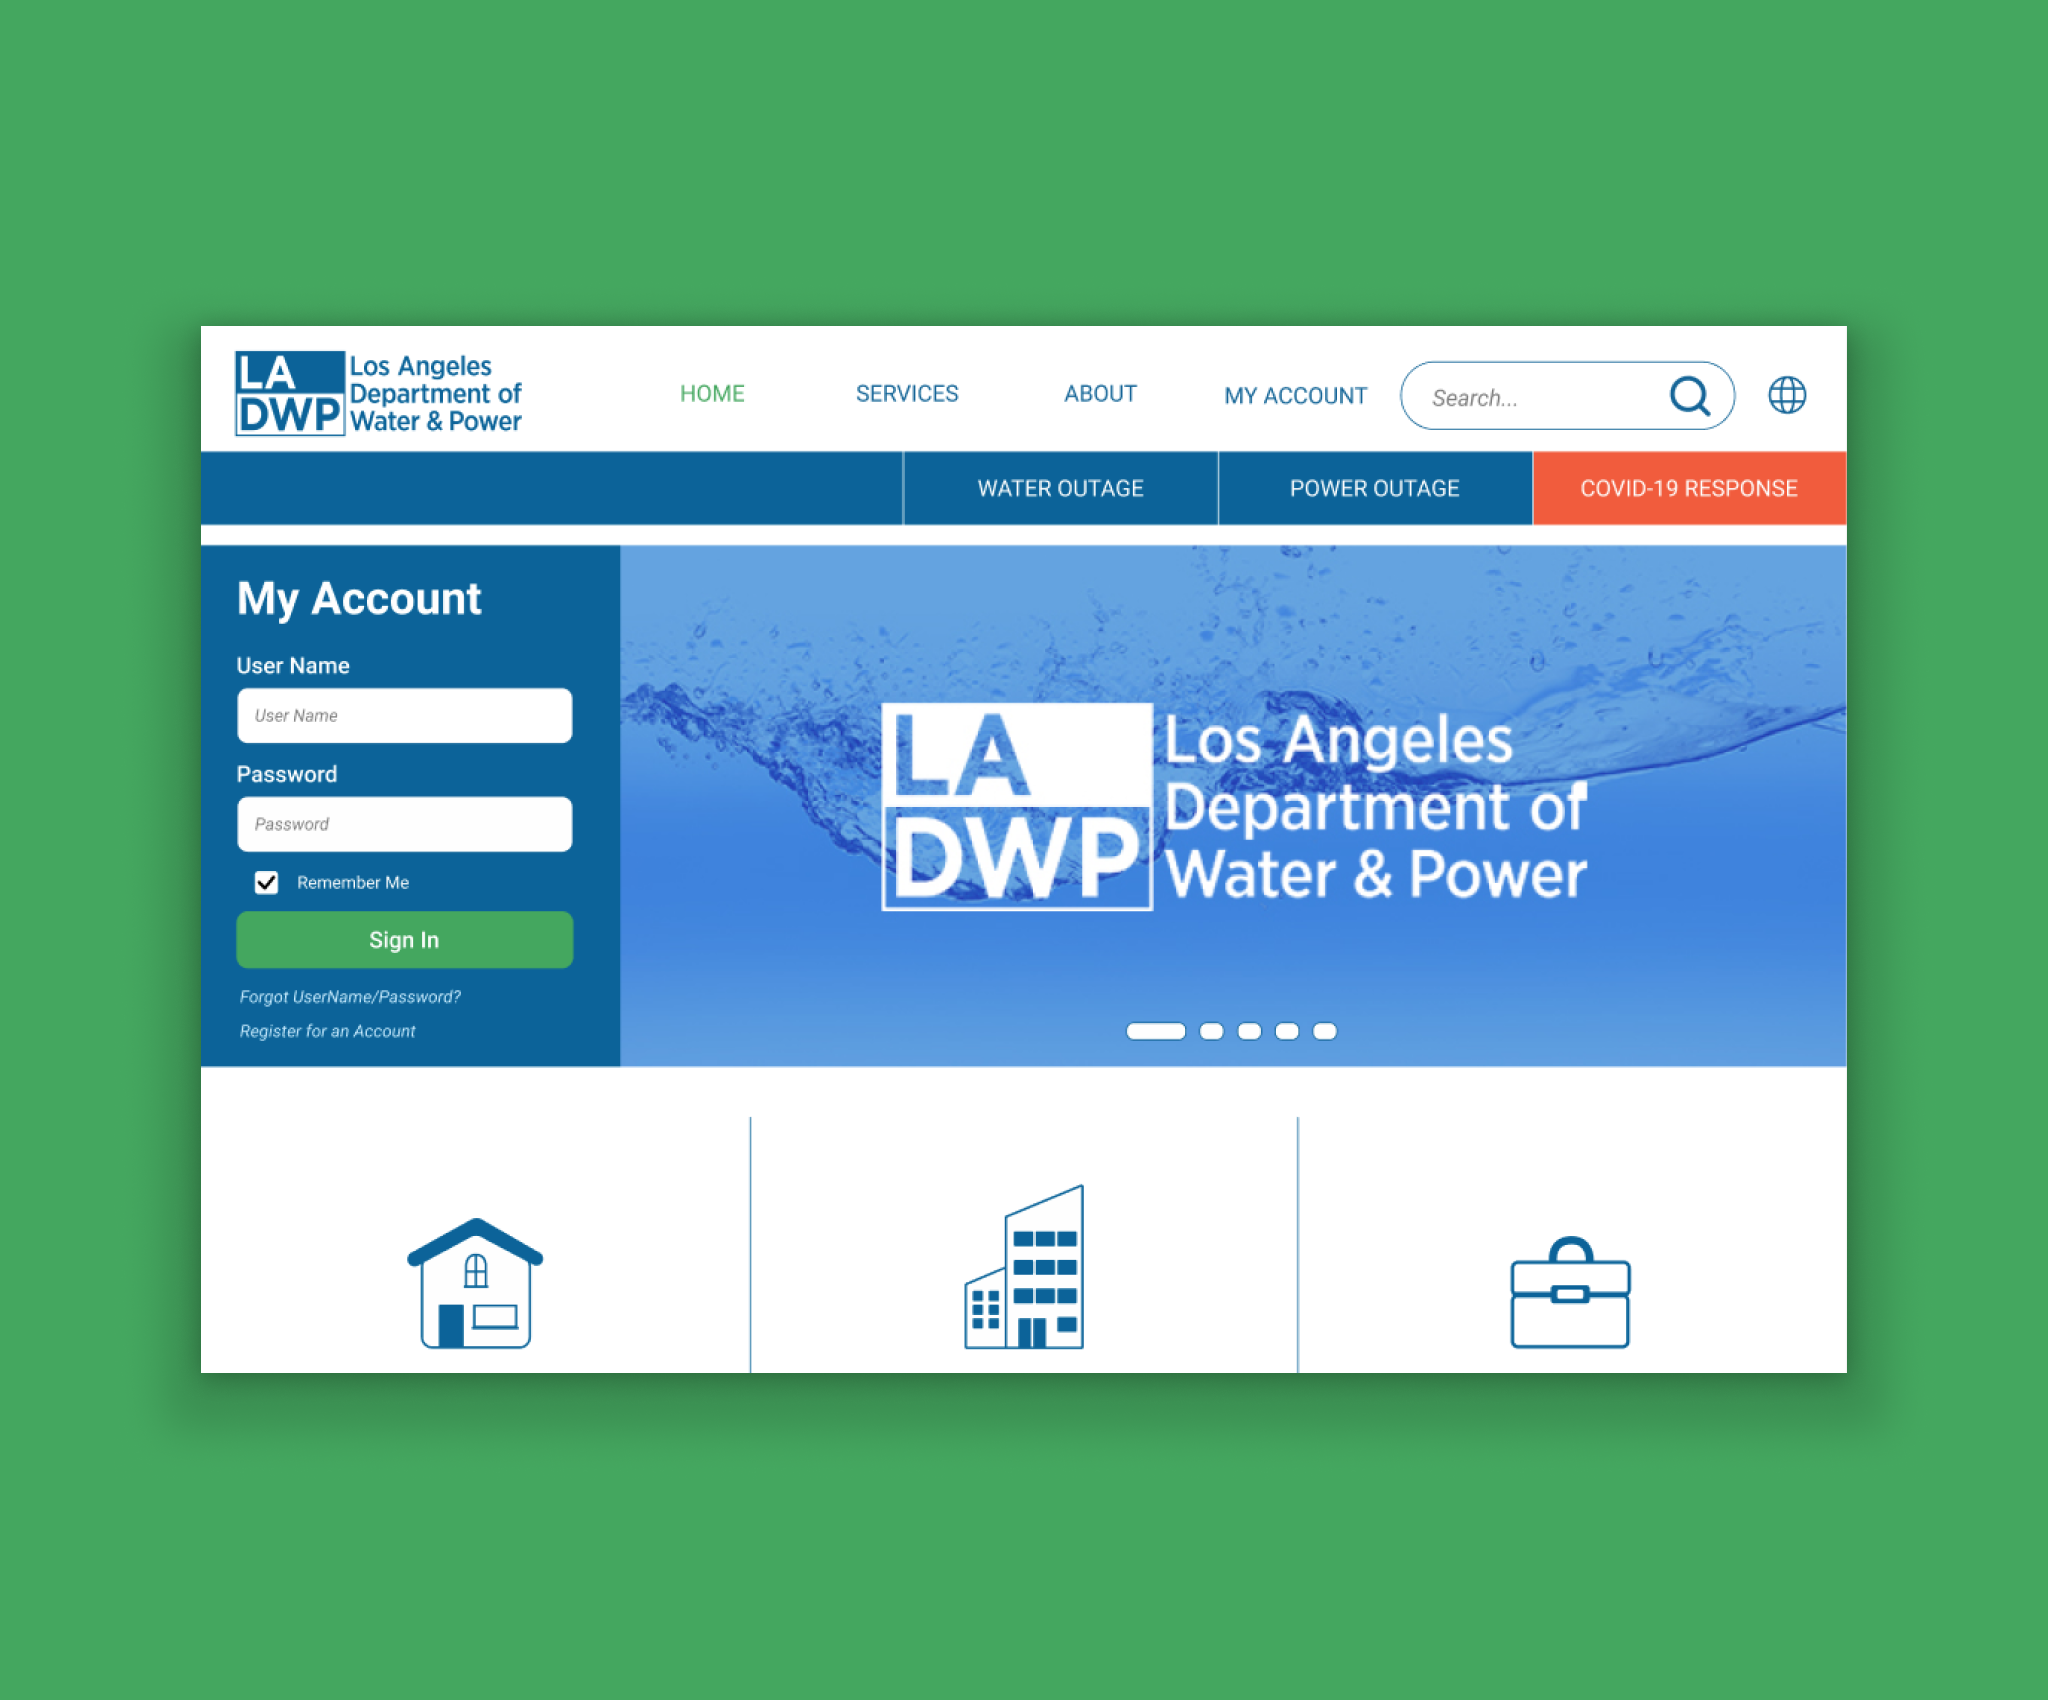 LA
DWP
Los Angeles
Department of
Water & Power
HOME
SERVICES
ABOUT
MY ACCOUNT
Search...
WATER OUTAGE
POWER OUTAGE
COVID-19 RESPONSE
My Account
User Name
User Name
Password
Password
Remember Me
Sign In
Forgot UserName/Password?
Register for an Account
LA
DWP
Los Angeles
Department of
Water & Power